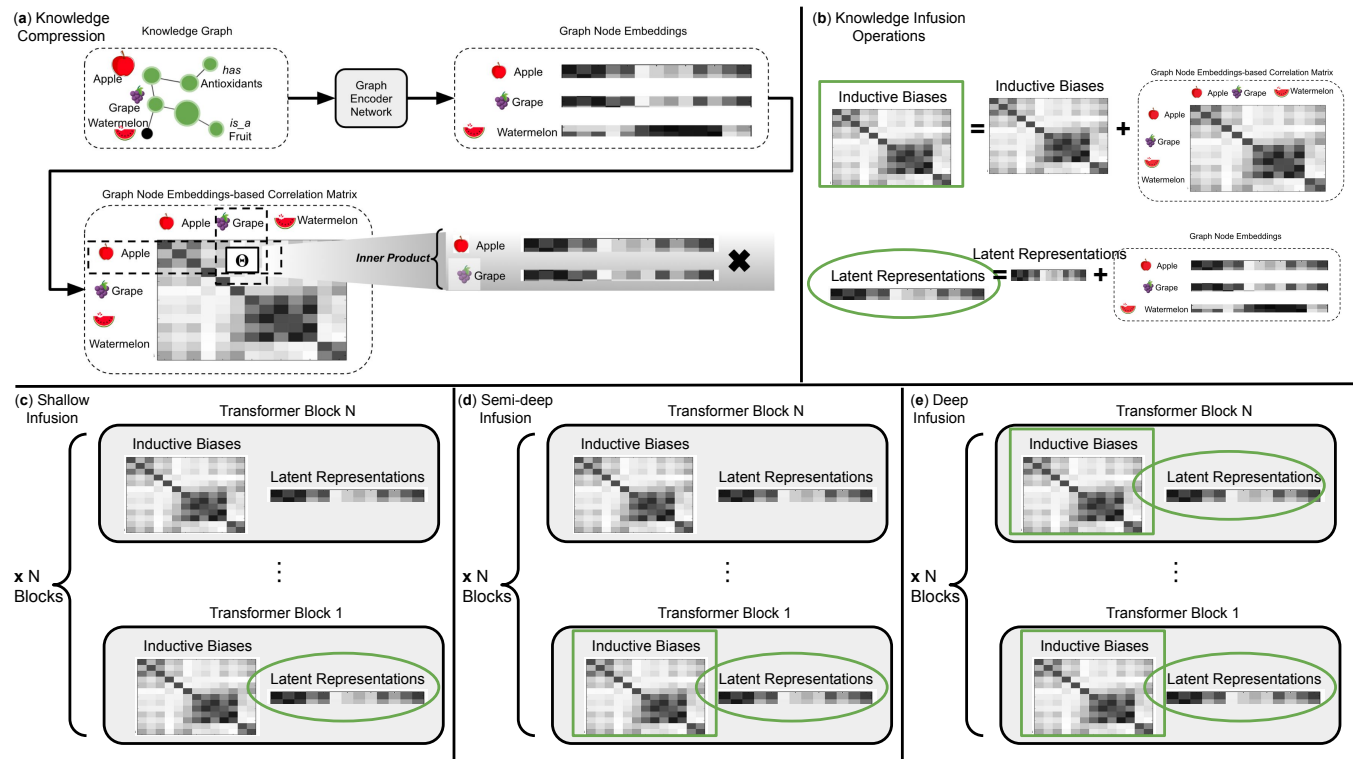 (a) Knowledge
Compression
Knowledge Graph
Apple
has
Antioxidants
Grape
Watermelon
is_a
Fruit
Graph
Encoder
Network
Graph Node Embeddings
Apple
Grape
Watermelon
Graph Node Embeddings-based Correlation Matrix
Apple
Grape
Watermelon
Apple
Grape
Watermelon
Θ
Inner Product
Apple
Grape
(b) Knowledge Infusion
Operations
Inductive Biases
=
Inductive Biases
+
Graph Node Embeddings-based Correlation Matrix
Apple
Grape
Watermelon
Apple
Grape
Watermelon
Latent Representations
=
Latent Representations
+
Graph Node Embeddings
Apple
Grape
Watermelon
(c) Shallow
Infusion
Transformer Block N
Inductive Biases
Latent Representations
⋮
x N
Blocks
Transformer Block 1
Inductive Biases
Latent Representations
(d) Semi-deep
Infusion
Transformer Block N
Inductive Biases
Latent Representations
⋮
x N
Blocks
Transformer Block 1
Inductive Biases
Latent Representations
(e) Deep
Infusion
Transformer Block N
Inductive Biases
Latent Representations
⋮
x N
Blocks
Transformer Block 1
Inductive Biases
Latent Representations